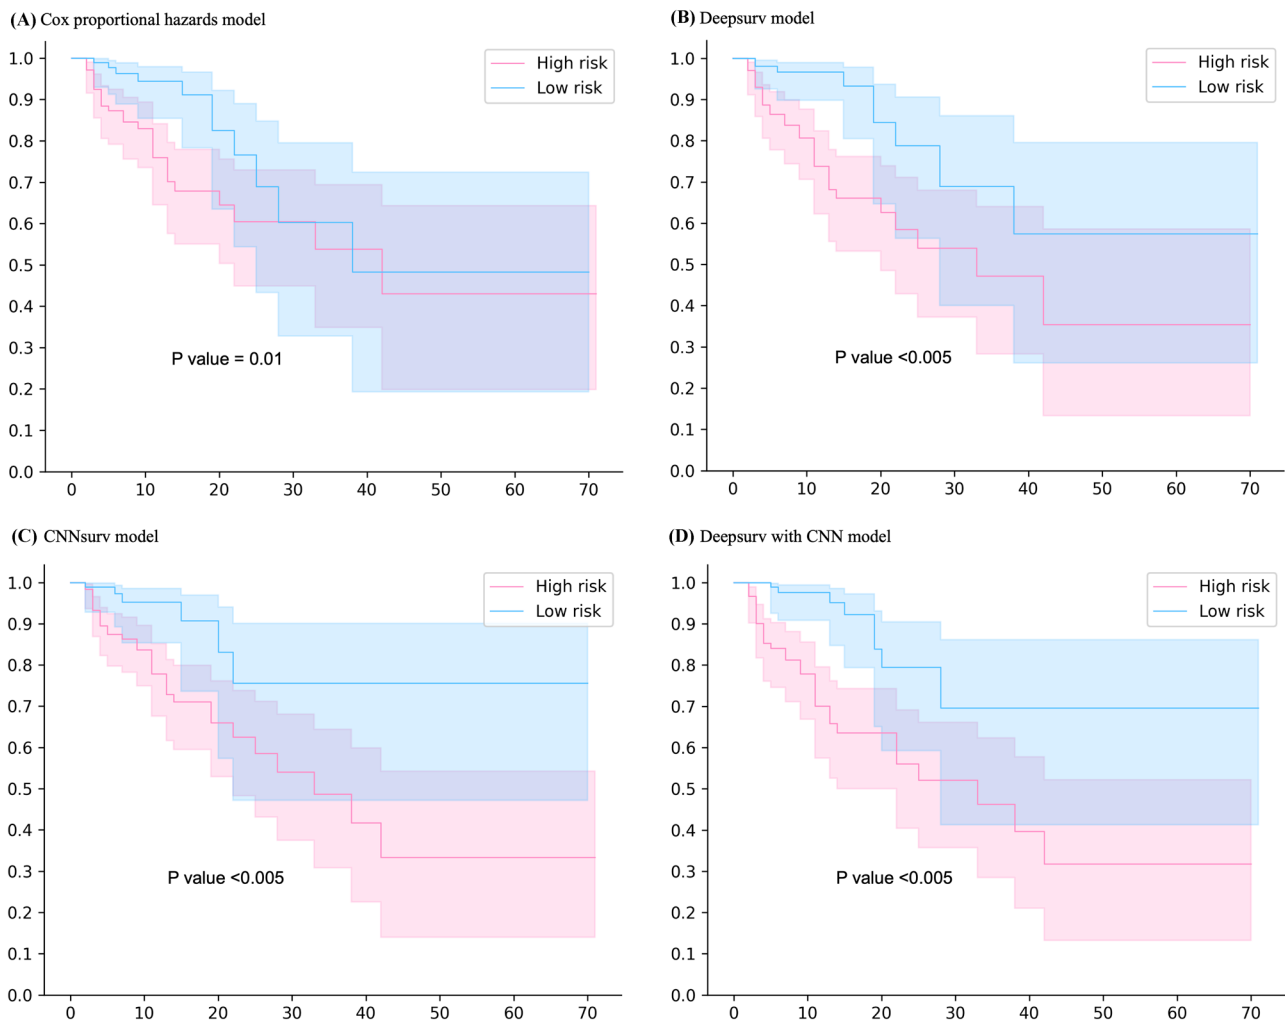 (A) Cox proportional hazards model
1.0
0.9
0.8
0.7
0.6
0.5
0.4
0.3
0.2
0.1
0.0
High risk
Low risk
P value = 0.01
0 10 20 30 40 50 60 70
(B) Deepsurv model
1.0
0.9
0.8
0.7
0.6
0.5
0.4
0.3
0.2
0.1
0.0
High risk
Low risk
P value <0.005
0 10 20 30 40 50 60 70
(C) CNNsurv model
1.0
0.9
0.8
0.7
0.6
0.5
0.4
0.3
0.2
0.1
0.0
High risk
Low risk
P value <0.005
0 10 20 30 40 50 60 70
(D) Deepsurv with CNN model
1.0
0.9
0.8
0.7
0.6
0.5
0.4
0.3
0.2
0.1
0.0
High risk
Low risk
P value <0.005
0 10 20 30 40 50 60 70